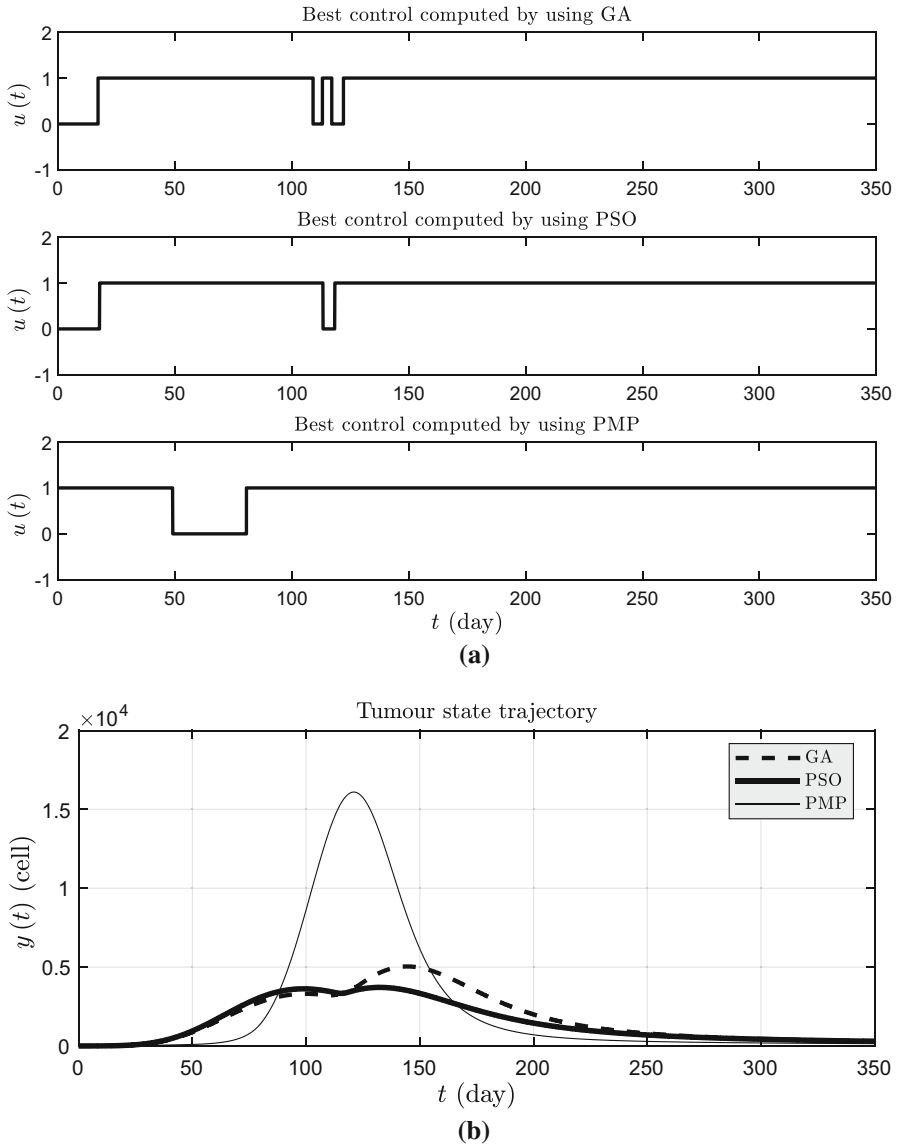 Best control computed by using GA
2
1
0
-1
u(t)
0 50 100 150 200 250 300 350
Best control computed by using PSO
2
1
0
-1
u(t)
0 50 100 150 200 250 300 350
Best control computed by using PMP
2
1
0
-1
u(t)
0 50 100 150 200 250 300 350
t (day)
(a)
Tumour state trajectory
×10⁴
2
1.5
1
0.5
0
y(t) (cell)
GA
PSO
PMP
0 50 100 150 200 250 300 350
t (day)
(b)